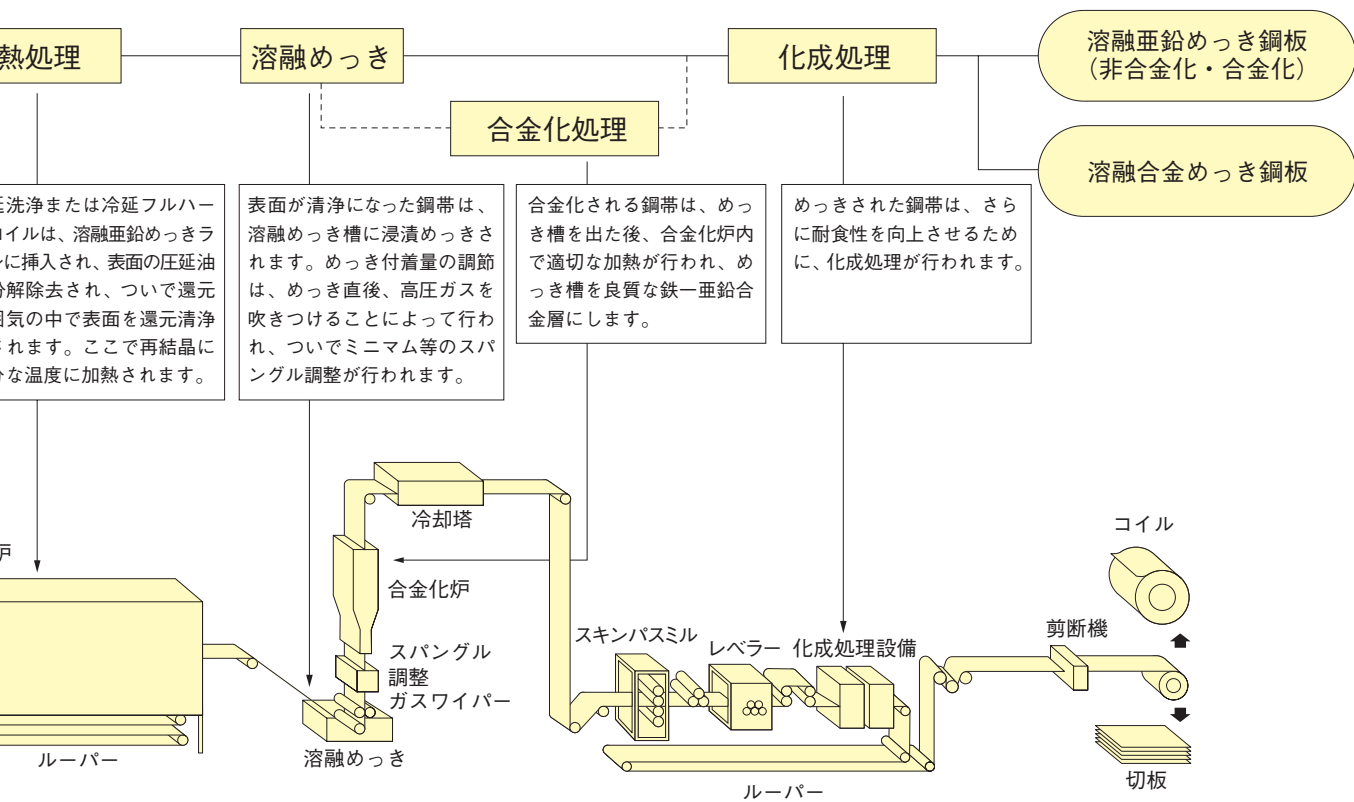 熱処理
溶融めっき
化成処理
溶融亜鉛めっき鋼板
（非合金化・合金化）
合金化処理
溶融合金めっき鋼板
延洗浄または冷延フルハー
コイルは、溶融亜鉛めっきラ
ンに挿入され、表面の圧延油
分解除去され、ついで還元
囲気の中で表面を還元清浄
されます。ここで再結晶に
分な温度に加熱されます。
表面が清浄になった鋼帯は、
溶融めっき槽に浸漬めっきさ
れます。めっき付着量の調節
は、めっき直後、高圧ガスを
吹きつけることによって行わ
れ、ついでミニマム等のスパ
ングル調整が行われます。
合金化される鋼帯は、めっ
き槽を出た後、合金化炉内
で適切な加熱が行われ、め
っき槽を良質な鉄ー亜鉛合
金層にします。
めっきされた鋼帯は、さら
に耐食性を向上させるため
に、化成処理が行われます。
炉
冷却塔
合金化炉
スパングル
調整
ガスワイパー
溶融めっき
ルーパー
スキンパスミル
レベラー
化成処理設備
ルーパー
剪断機
コイル
切板